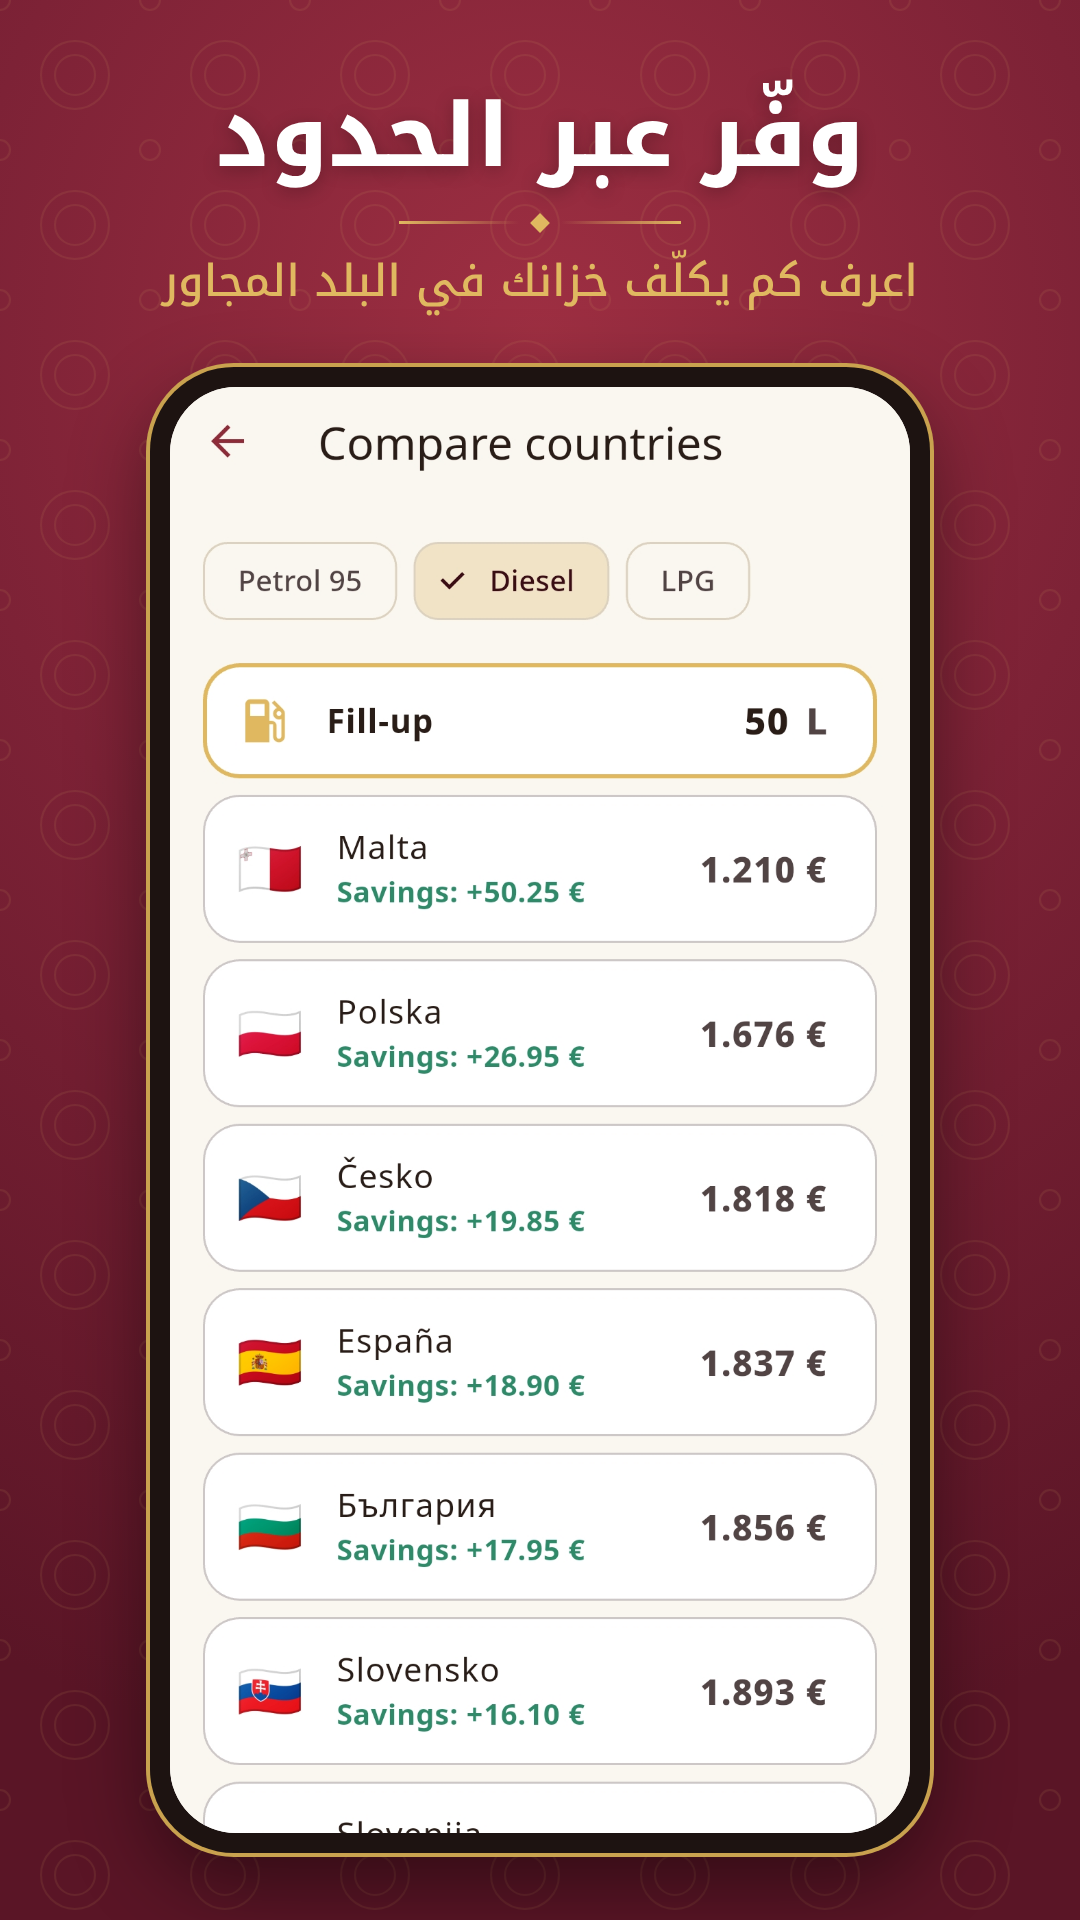 وفّر عبر الحدود
اعرف كم يكلّف خزانك في البلد المجاور
Compare countries
Petrol 95
Diesel
LPG
Fill-up
50 L
Malta
Savings: +50.25 €
1.210 €
Polska
Savings: +26.95 €
1.676 €
Česko
Savings: +19.85 €
1.818 €
España
Savings: +18.90 €
1.837 €
България
Savings: +17.95 €
1.856 €
Slovensko
Savings: +16.10 €
1.893 €
Slovenija